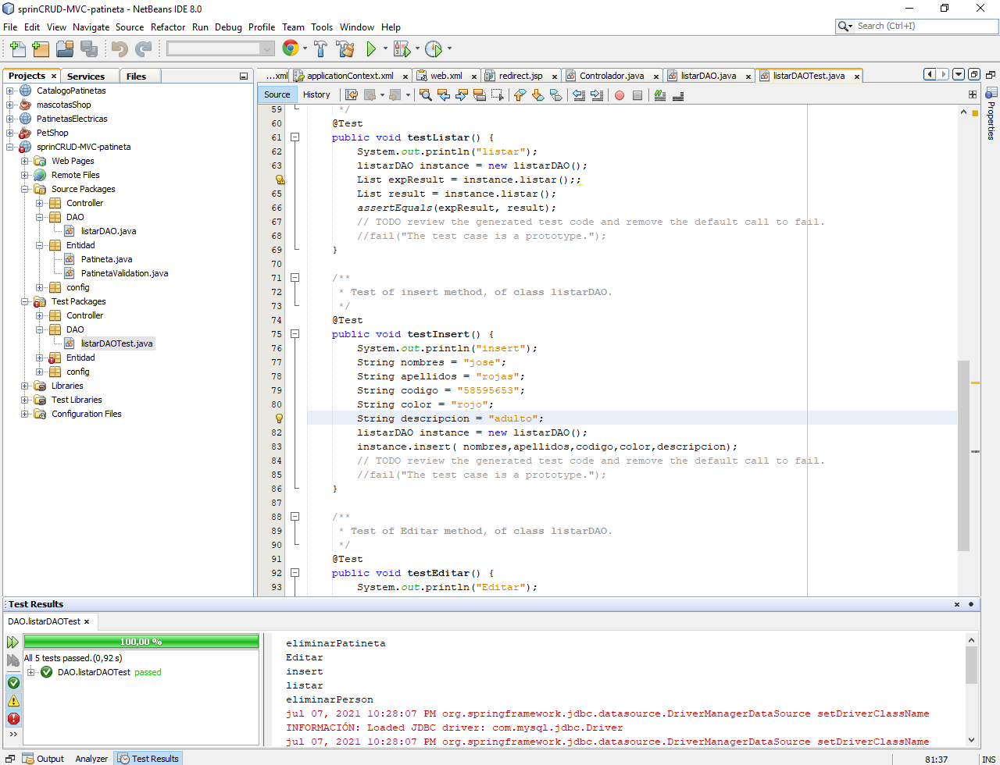 sprinCRUD-MVC-patineta - NetBeans IDE 8.0
File Edit View Navigate Source Refactor Run Debug Profile Team Tools Window Help
Search (Ctrl+I)
Projects Services Files
...xml applicationContext.xml web.xml redirect.jsp Controlador.java listarDAO.java listarDAOTest.java
Source History
Properties
CatalogoPatinetas
mascotasShop
PatinetasElectricas
PetShop
sprinCRUD-MVC-patineta
Web Pages
Remote Files
Source Packages
Controller
DAO
listarDAO.java
Entidad
Patineta.java
PatinetaValidation.java
config
Test Packages
Controller
DAO
listarDAOTest.java
Entidad
config
Libraries
Test Libraries
Configuration Files
59 */
60 @Test
61 public void testListar() {
62 System.out.println("listar");
63 listarDAO instance = new listarDAO();
List expResult = instance.listar();;
65 List result = instance.listar();
66 assertEquals(expResult, result);
67 // TODO review the generated test code and remove the default call to fail.
68 //fail("The test case is a prototype.");
69 }
70
71 /**
72 * Test of insert method, of class listarDAO.
73 */
74 @Test
75 public void testInsert() {
76 System.out.println("insert");
77 String nombres = "jose";
78 String apellidos = "rojas";
79 String codigo = "58595653";
80 String color = "rojo";
String descripcion = "adulto";
82 listarDAO instance = new listarDAO();
83 instance.insert( nombres,apellidos,codigo,color,descripcion);
84 // TODO review the generated test code and remove the default call to fail.
85 //fail("The test case is a prototype.");
86 }
87
88 /**
89 * Test of Editar method, of class listarDAO.
90 */
91 @Test
92 public void testEditar() {
93 System.out.println("Editar");
Test Results
DAO.listarDAOTest
100,00 %
All 5 tests passed.(0,92 s)
DAO.listarDAOTest passed
eliminarPatineta
Editar
insert
listar
eliminarPerson
jul 07, 2021 10:28:07 PM org.springframework.jdbc.datasource.DriverManagerDataSource setDriverClassName
INFORMACIÓN: Loaded JDBC driver: com.mysql.jdbc.Driver
jul 07, 2021 10:28:07 PM org.springframework.jdbc.datasource.DriverManagerDataSource setDriverClassName
Output Analyzer Test Results
81:37 INS